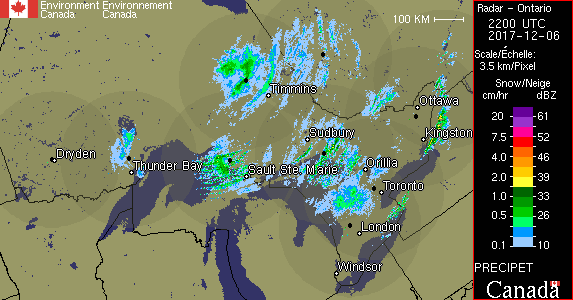 Environment Environnement
Canada Canada
100 KM
Timmins
Ottawa
Sudbury
Kingston
Dryden
Thunder Bay
Sault Ste. Marie
Orillia
Toronto
London
Windsor
Radar - Ontario
2200 UTC
2017-12-06
Scale/Échelle:
3.5 km/Pixel
Snow/Neige
cm/hr dBZ
20 61
7.5 52
4.0 46
2.0 39
1.0 33
0.5 26
0.1 10
PRECIPET
Canada